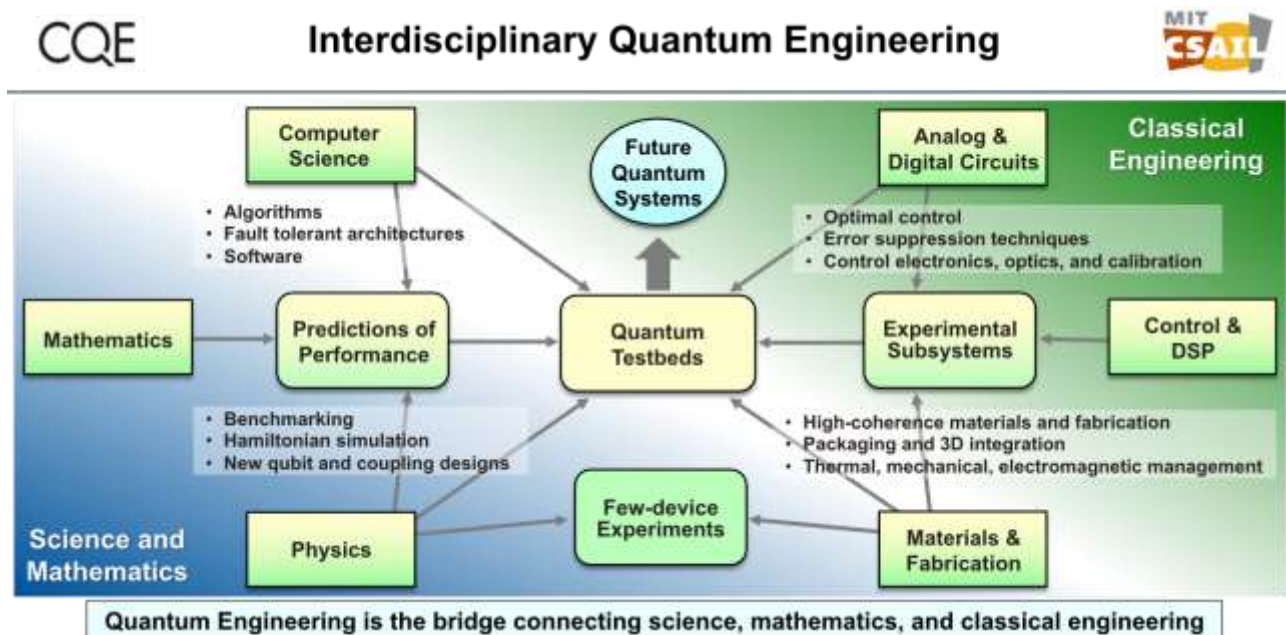 CQE
Interdisciplinary Quantum Engineering
MIT
CSAIL
Computer
Science
Future
Quantum
Systems
Analog &
Digital Circuits
Classical
Engineering
• Algorithms
• Fault tolerant architectures
• Software
• Optimal control
• Error suppression techniques
• Control electronics, optics, and calibration
Mathematics
Predictions of
Performance
Quantum
Testbeds
Experimental
Subsystems
Control &
DSP
• Benchmarking
• Hamiltonian simulation
• New qubit and coupling designs
• High-coherence materials and fabrication
• Packaging and 3D integration
• Thermal, mechanical, electromagnetic management
Science and
Mathematics
Physics
Few-device
Experiments
Materials &
Fabrication
Quantum Engineering is the bridge connecting science, mathematics, and classical engineering